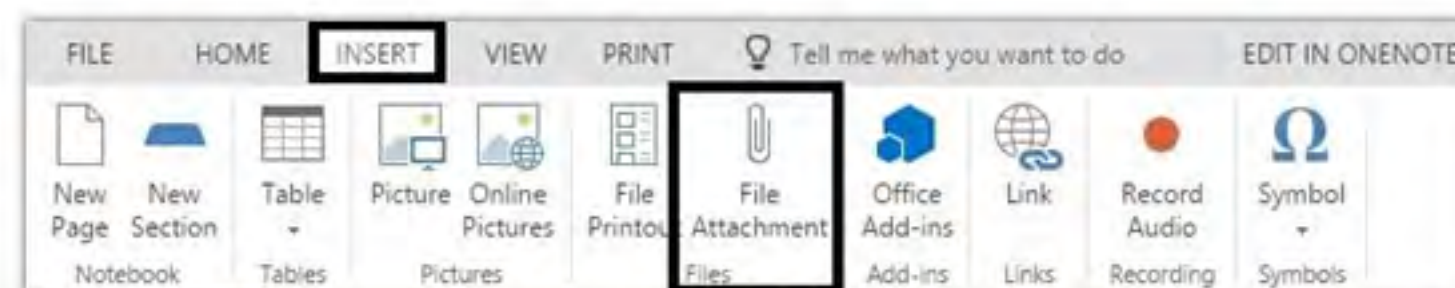 FILE HOME INSERT VIEW PRINT Tell me what you want to do EDIT IN ONENOTE
New New Table Picture Online File File Office Link Record Symbol
Page Section Pictures Printout Attachment Add-ins Audio
Notebook Tables Pictures Files Add-ins Links Recording Symbols